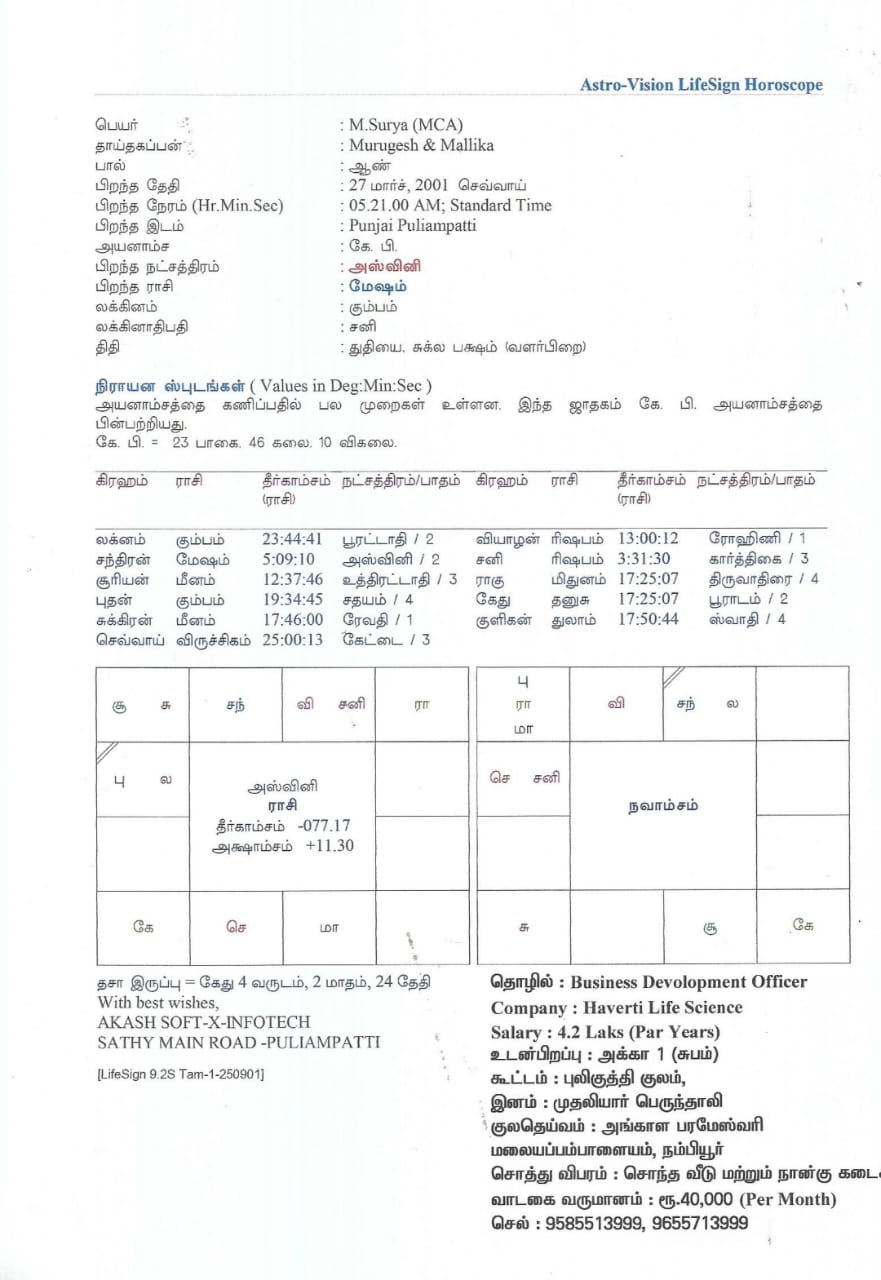 Astro-Vision LifeSign Horoscope
பெயர் : M.Surya (MCA)
தாய்தகப்பன் : Murugesh & Mallika
பால் : ஆண்
பிறந்த தேதி : 27 மார்ச், 2001 செவ்வாய்
பிறந்த நேரம் (Hr.Min.Sec) : 05.21.00 AM; Standard Time
பிறந்த இடம் : Punjai Puliampatti
அயனாம்ச : கே. பி.
பிறந்த நட்சத்திரம் : அஸ்வினி
பிறந்த ராசி : மேஷம்
லக்கினம் : கும்பம்
லக்கினாதிபதி : சனி
திதி : துதியை, சுக்ல பக்ஷம் (வளர்பிறை)
நிராயன ஸ்புடங்கள் ( Values in Deg:Min:Sec )
அயனாம்சத்தை கணிப்பதில் பல முறைகள் உள்ளன. இந்த ஜாதகம் கே. பி. அயனாம்சத்தை
பின்பற்றியது.
கே. பி. = 23 பாகை. 46 கலை. 10 விகலை.
கிரஹம் ராசி தீர்காம்சம் நட்சத்திரம்/பாதம் கிரஹம் ராசி தீர்காம்சம் நட்சத்திரம்/பாதம்
(ராசி) (ராசி)
லக்னம் கும்பம் 23:44:41 பூரட்டாதி / 2 வியாழன் ரிஷபம் 13:00:12 ரோஹிணி / 1
சந்திரன் மேஷம் 5:09:10 அஸ்வினி / 2 சனி ரிஷபம் 3:31:30 கார்த்திகை / 3
சூரியன் மீனம் 12:37:46 உத்திரட்டாதி / 3 ராகு மிதுனம் 17:25:07 திருவாதிரை / 4
புதன் கும்பம் 19:34:45 சதயம் / 4 கேது தனுசு 17:25:07 பூராடம் / 2
சுக்கிரன் மீனம் 17:46:00 ரேவதி / 1 குளிகன் துலாம் 17:50:44 ஸ்வாதி / 4
செவ்வாய் விருச்சிகம் 25:00:13 கேட்டை / 3
சூ சு சந் வி சனி ரா
பு ல
அஸ்வினி
ராசி
தீர்காம்சம் -077.17
அக்ஷாம்சம் +11.30
கே செ மா
பு
ரா
மா
வி சந் ல
செ சனி
நவாம்சம்
சு சூ கே
தசா இருப்பு = கேது 4 வருடம், 2 மாதம், 24 தேதி
With best wishes,
AKASH SOFT-X-INFOTECH
SATHY MAIN ROAD -PULIAMPATTI
[LifeSign 9.2S Tam-1-250901]
தொழில் : Business Devolopment Officer
Company : Haverti Life Science
Salary : 4.2 Laks (Par Years)
உடன்பிறப்பு : அக்கா 1 (சுபம்)
கூட்டம் : புலிகுத்தி குலம்,
இனம் : முதலியார் பெருந்தாலி
குலதெய்வம் : அங்காள பரமேஸ்வரி
மலையப்பம்பாளையம், நம்பியூர்
சொத்து விபரம் : சொந்த வீடு மற்றும் நான்கு
வாடகை வருமானம் : ரூ.40,000 (Per Month)
செல் : 9585513999, 9655713999